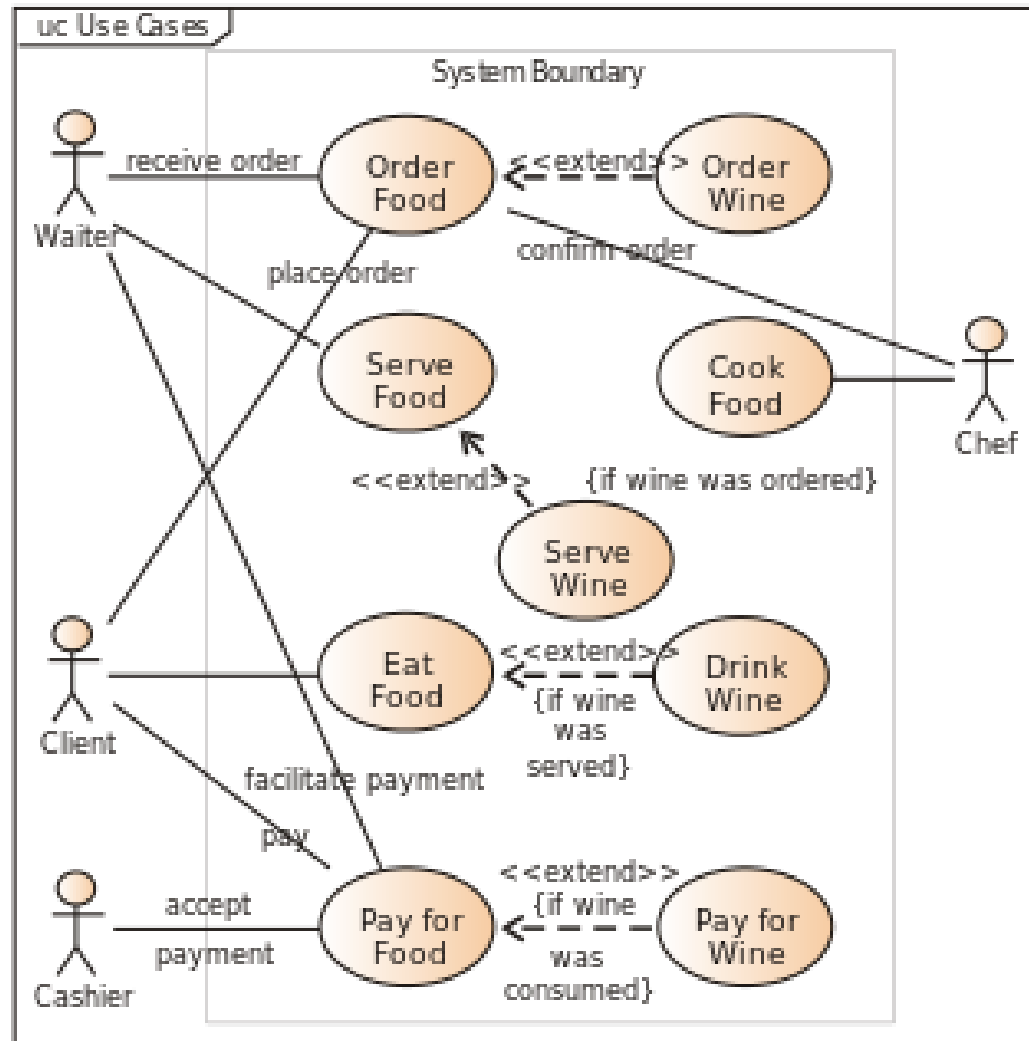 uc Use Cases
System Boundary
receive order
Order
Food
<<extend>>
Order
Wine
Waiter
confirm order
place order
Serve
Food
Cook
Food
Chef
<<extend>>
{if wine was ordered}
Serve
Wine
Eat
Food
<<extend>>
{if wine
was
served}
Drink
Wine
Client
facilitate payment
pay
accept
payment
Pay for
Food
<<extend>>
{if wine
was
consumed}
Pay for
Wine
Cashier